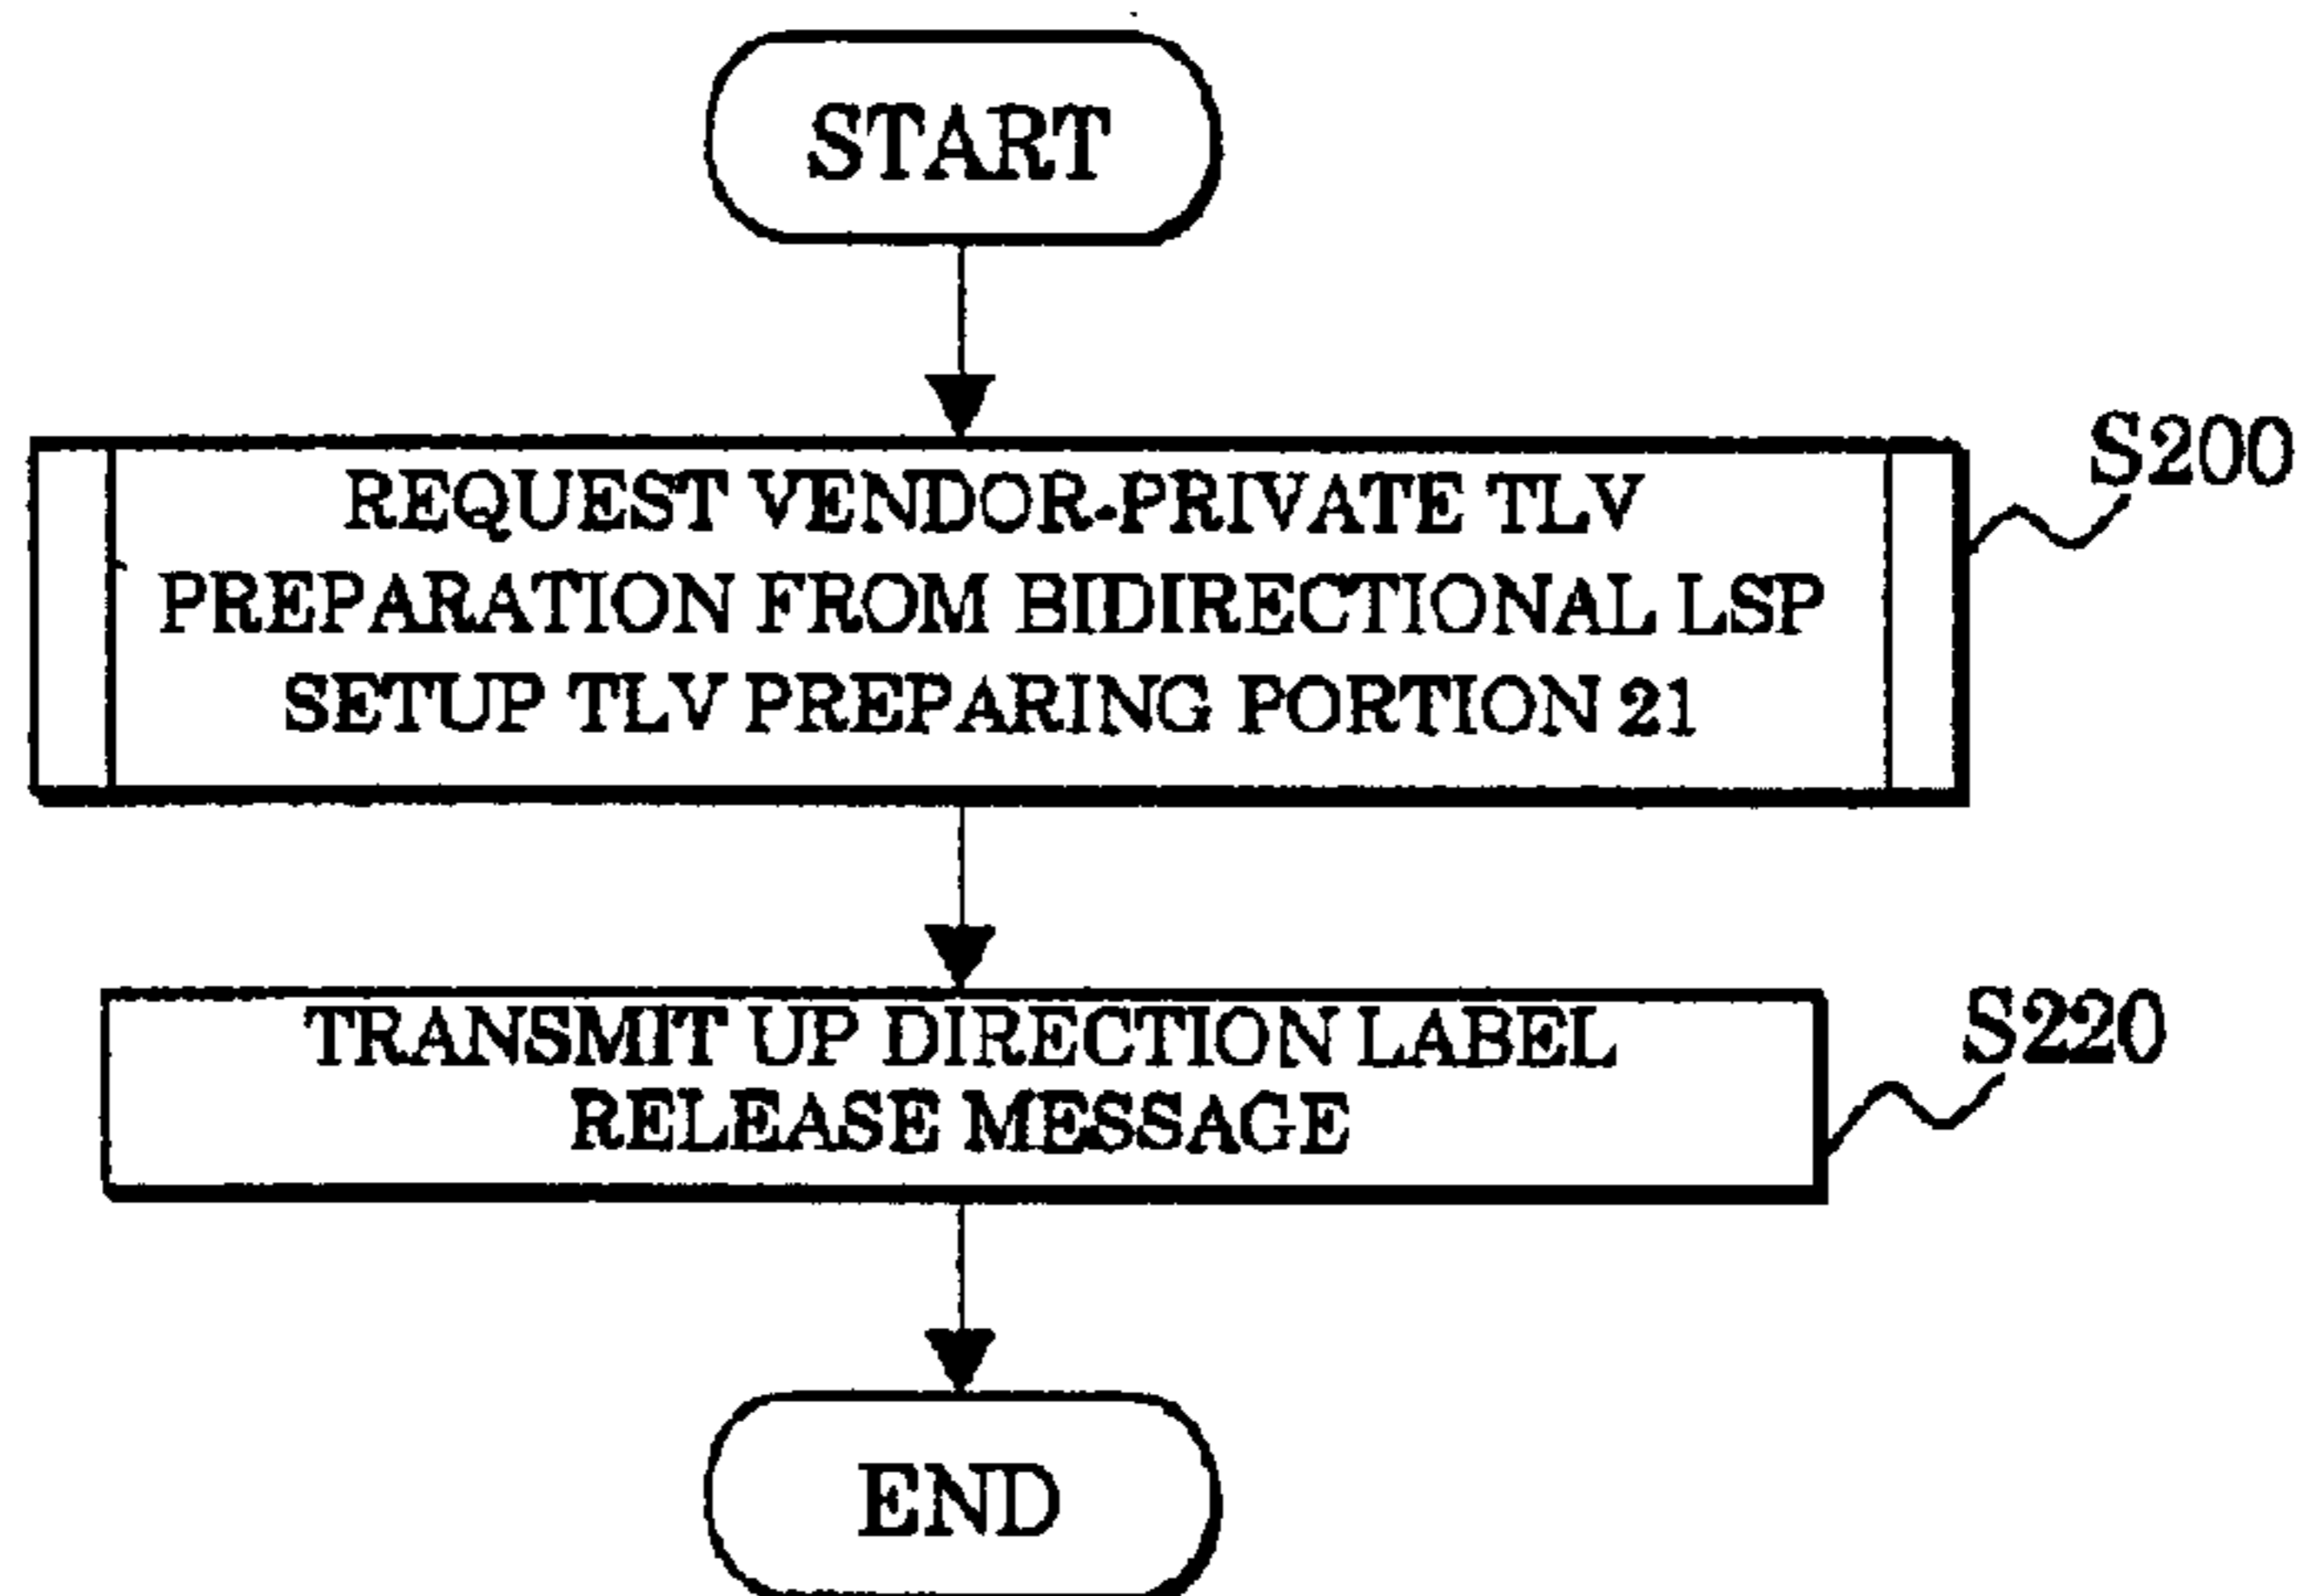 START
S200
REQUEST VENDOR-PRIVATE TLV
PREPARATION FROM BIDIRECTIONAL LSP
SETUP TLV PREPARING PORTION 21
S220
TRANSMIT UP DIRECTION LABEL
RELEASE MESSAGE
END